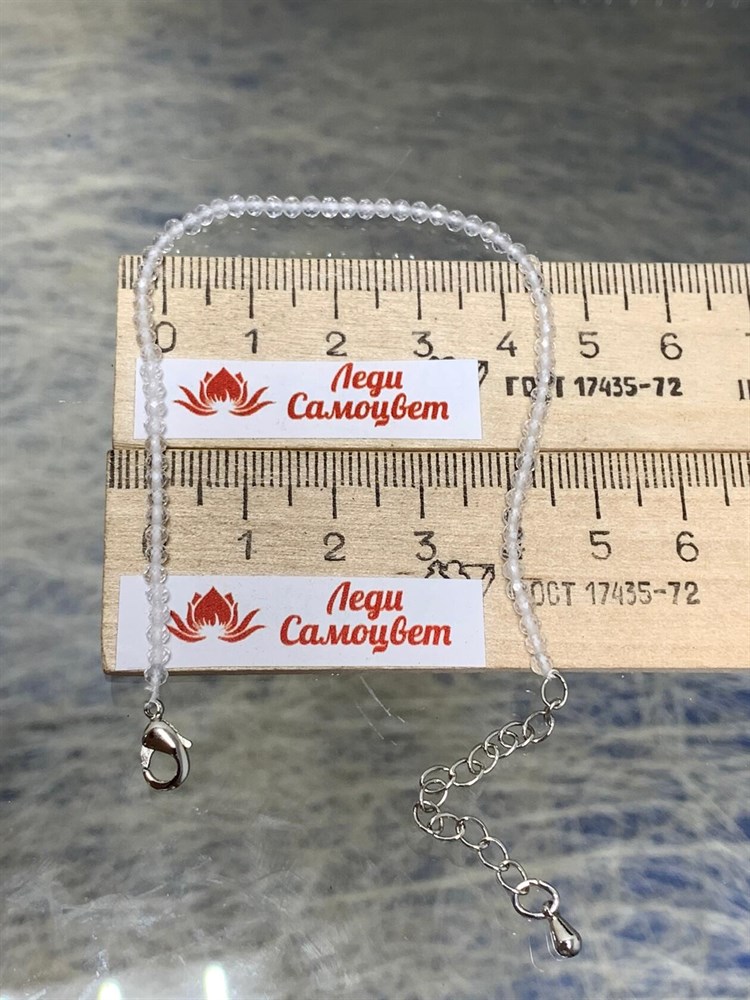 0 1 2 3 4 5 6
Леди
Самоцвет
ГОСТ 17435-72
1 2 3 5 6
Леди
Самоцвет
ГОСТ 17435-72